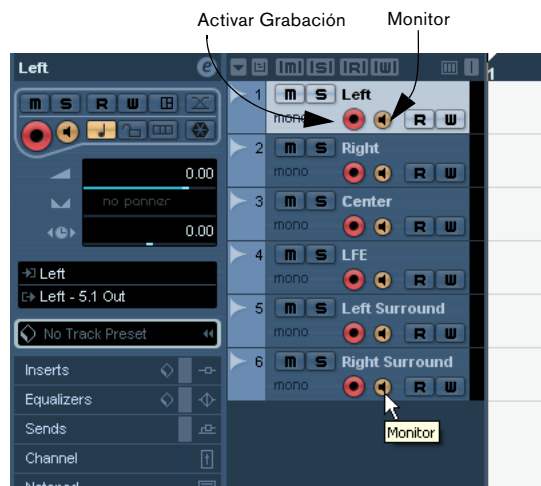 Activar Grabación Monitor
Left e
m S R W
0.00
no panner
0.00
Left
Left - 5.1 Out
No Track Preset
Inserts
Equalizers
Sends
Channel
Notepad
m S R W
1
1 m S Left
mono R W
2 m S Right
mono R W
3 m S Center
mono R W
4 m S LFE
mono R W
5 m S Left Surround
mono R W
6 m S Right Surround
mono R W
Monitor